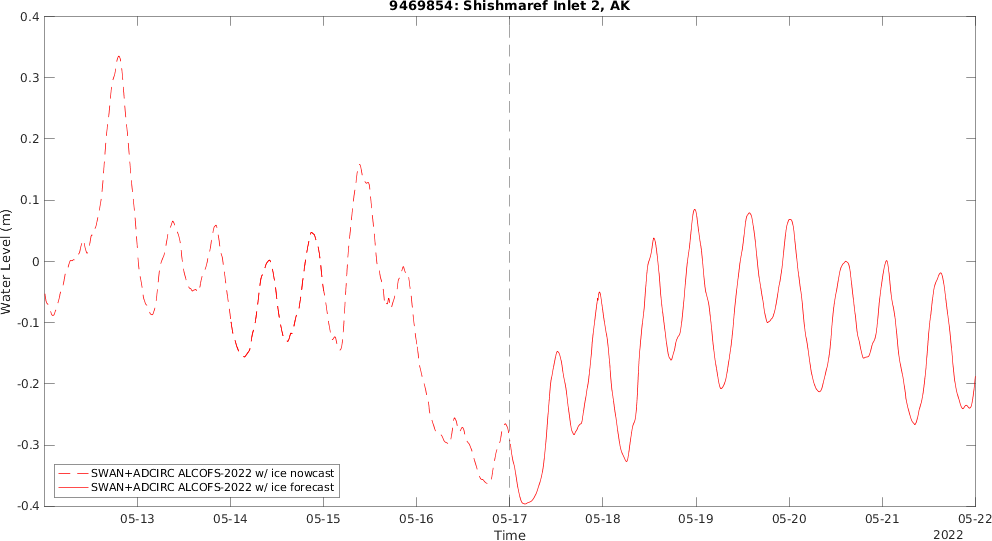 9469854: Shishmaref Inlet 2, AK
0.4
0.3
0.2
0.1
0
-0.1
-0.2
-0.3
-0.4
Water Level (m)
SWAN+ADCIRC ALCOFS-2022 w/ ice nowcast
SWAN+ADCIRC ALCOFS-2022 w/ ice forecast
05-13 05-14 05-15 05-16 05-17 05-18 05-19 05-20 05-21 05-22
Time
2022